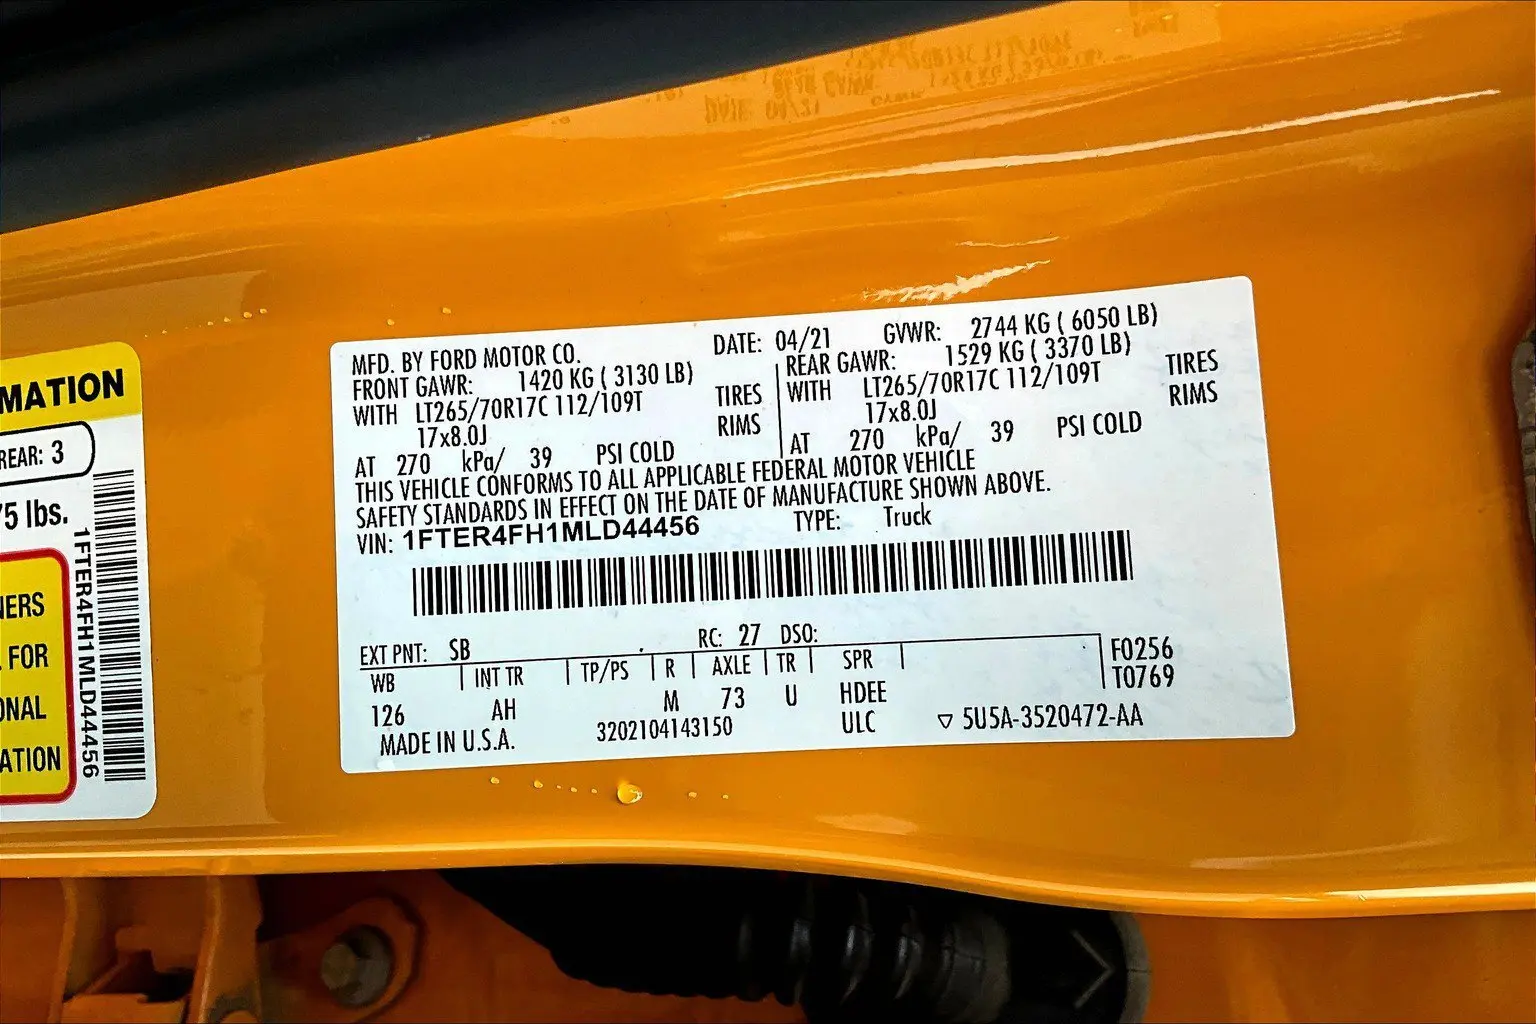 MATION
REAR: 3
75 lbs.
NERS
FOR
ONAL
ATION
1FTER4FH1MLD44456
MFD. BY FORD MOTOR CO. DATE: 04/21 GVWR: 2744 KG ( 6050 LB)
FRONT GAWR: 1420 KG ( 3130 LB) REAR GAWR: 1529 KG ( 3370 LB)
WITH LT265/70R17C 112/109T TIRES WITH LT265/70R17C 112/109T TIRES
17x8.0J RIMS 17x8.0J RIMS
AT 270 kPa/ 39 PSI COLD AT 270 kPa/ 39 PSI COLD
THIS VEHICLE CONFORMS TO ALL APPLICABLE FEDERAL MOTOR VEHICLE
SAFETY STANDARDS IN EFFECT ON THE DATE OF MANUFACTURE SHOWN ABOVE.
VIN: 1FTER4FH1MLD44456 TYPE: Truck
EXT PNT: SB RC: 27 DSO:
WB INT TR TP/PS R AXLE TR SPR F0256
126 AH M 73 U HDEE T0769
MADE IN U.S.A. 3202104143150 ULC ▽ 5U5A-3520472-AA